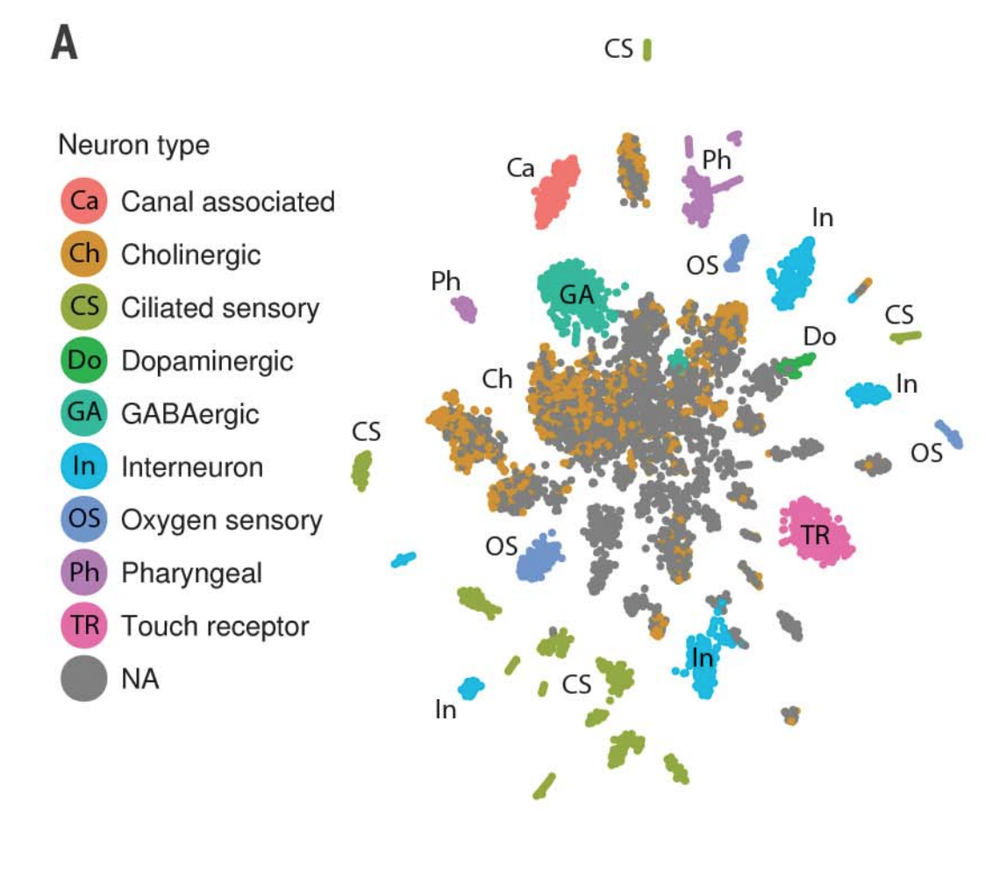 A
Neuron type
Ca Canal associated
Ch Cholinergic
CS Ciliated sensory
Do Dopaminergic
GA GABAergic
In Interneuron
OS Oxygen sensory
Ph Pharyngeal
TR Touch receptor
NA
CS
Ca
Ph
In
OS
Ph
GA
CS
Do
Ch
In
CS
OS
TR
OS
In
CS
In